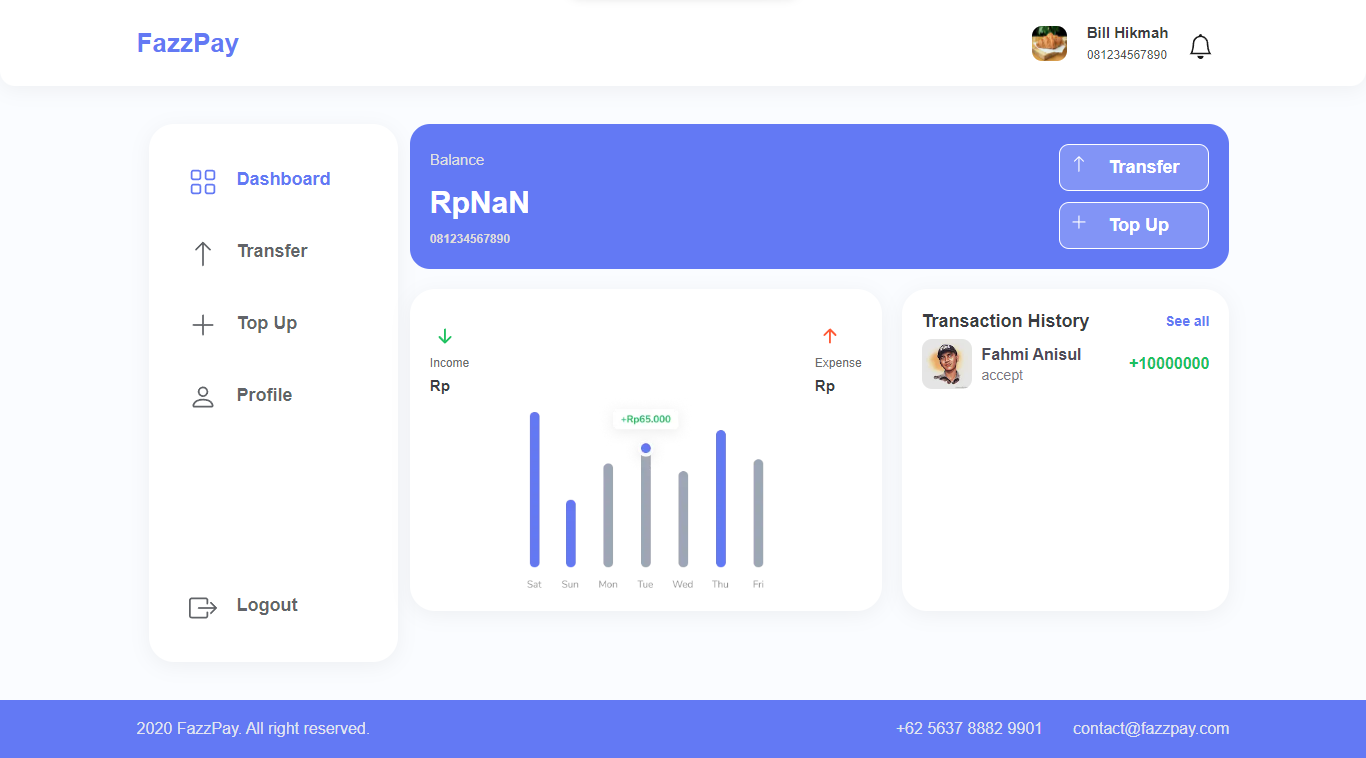 FazzPay
Bill Hikmah
081234567890
Dashboard
Transfer
Top Up
Profile
Logout
Balance
RpNaN
081234567890
Transfer
Top Up
Income
Rp
Expense
Rp
+Rp65.000
Sat Sun Mon Tue Wed Thu Fri
Transaction History See all
Fahmi Anisul
accept
+10000000
2020 FazzPay. All right reserved.
+62 5637 8882 9901 contact@fazzpay.com